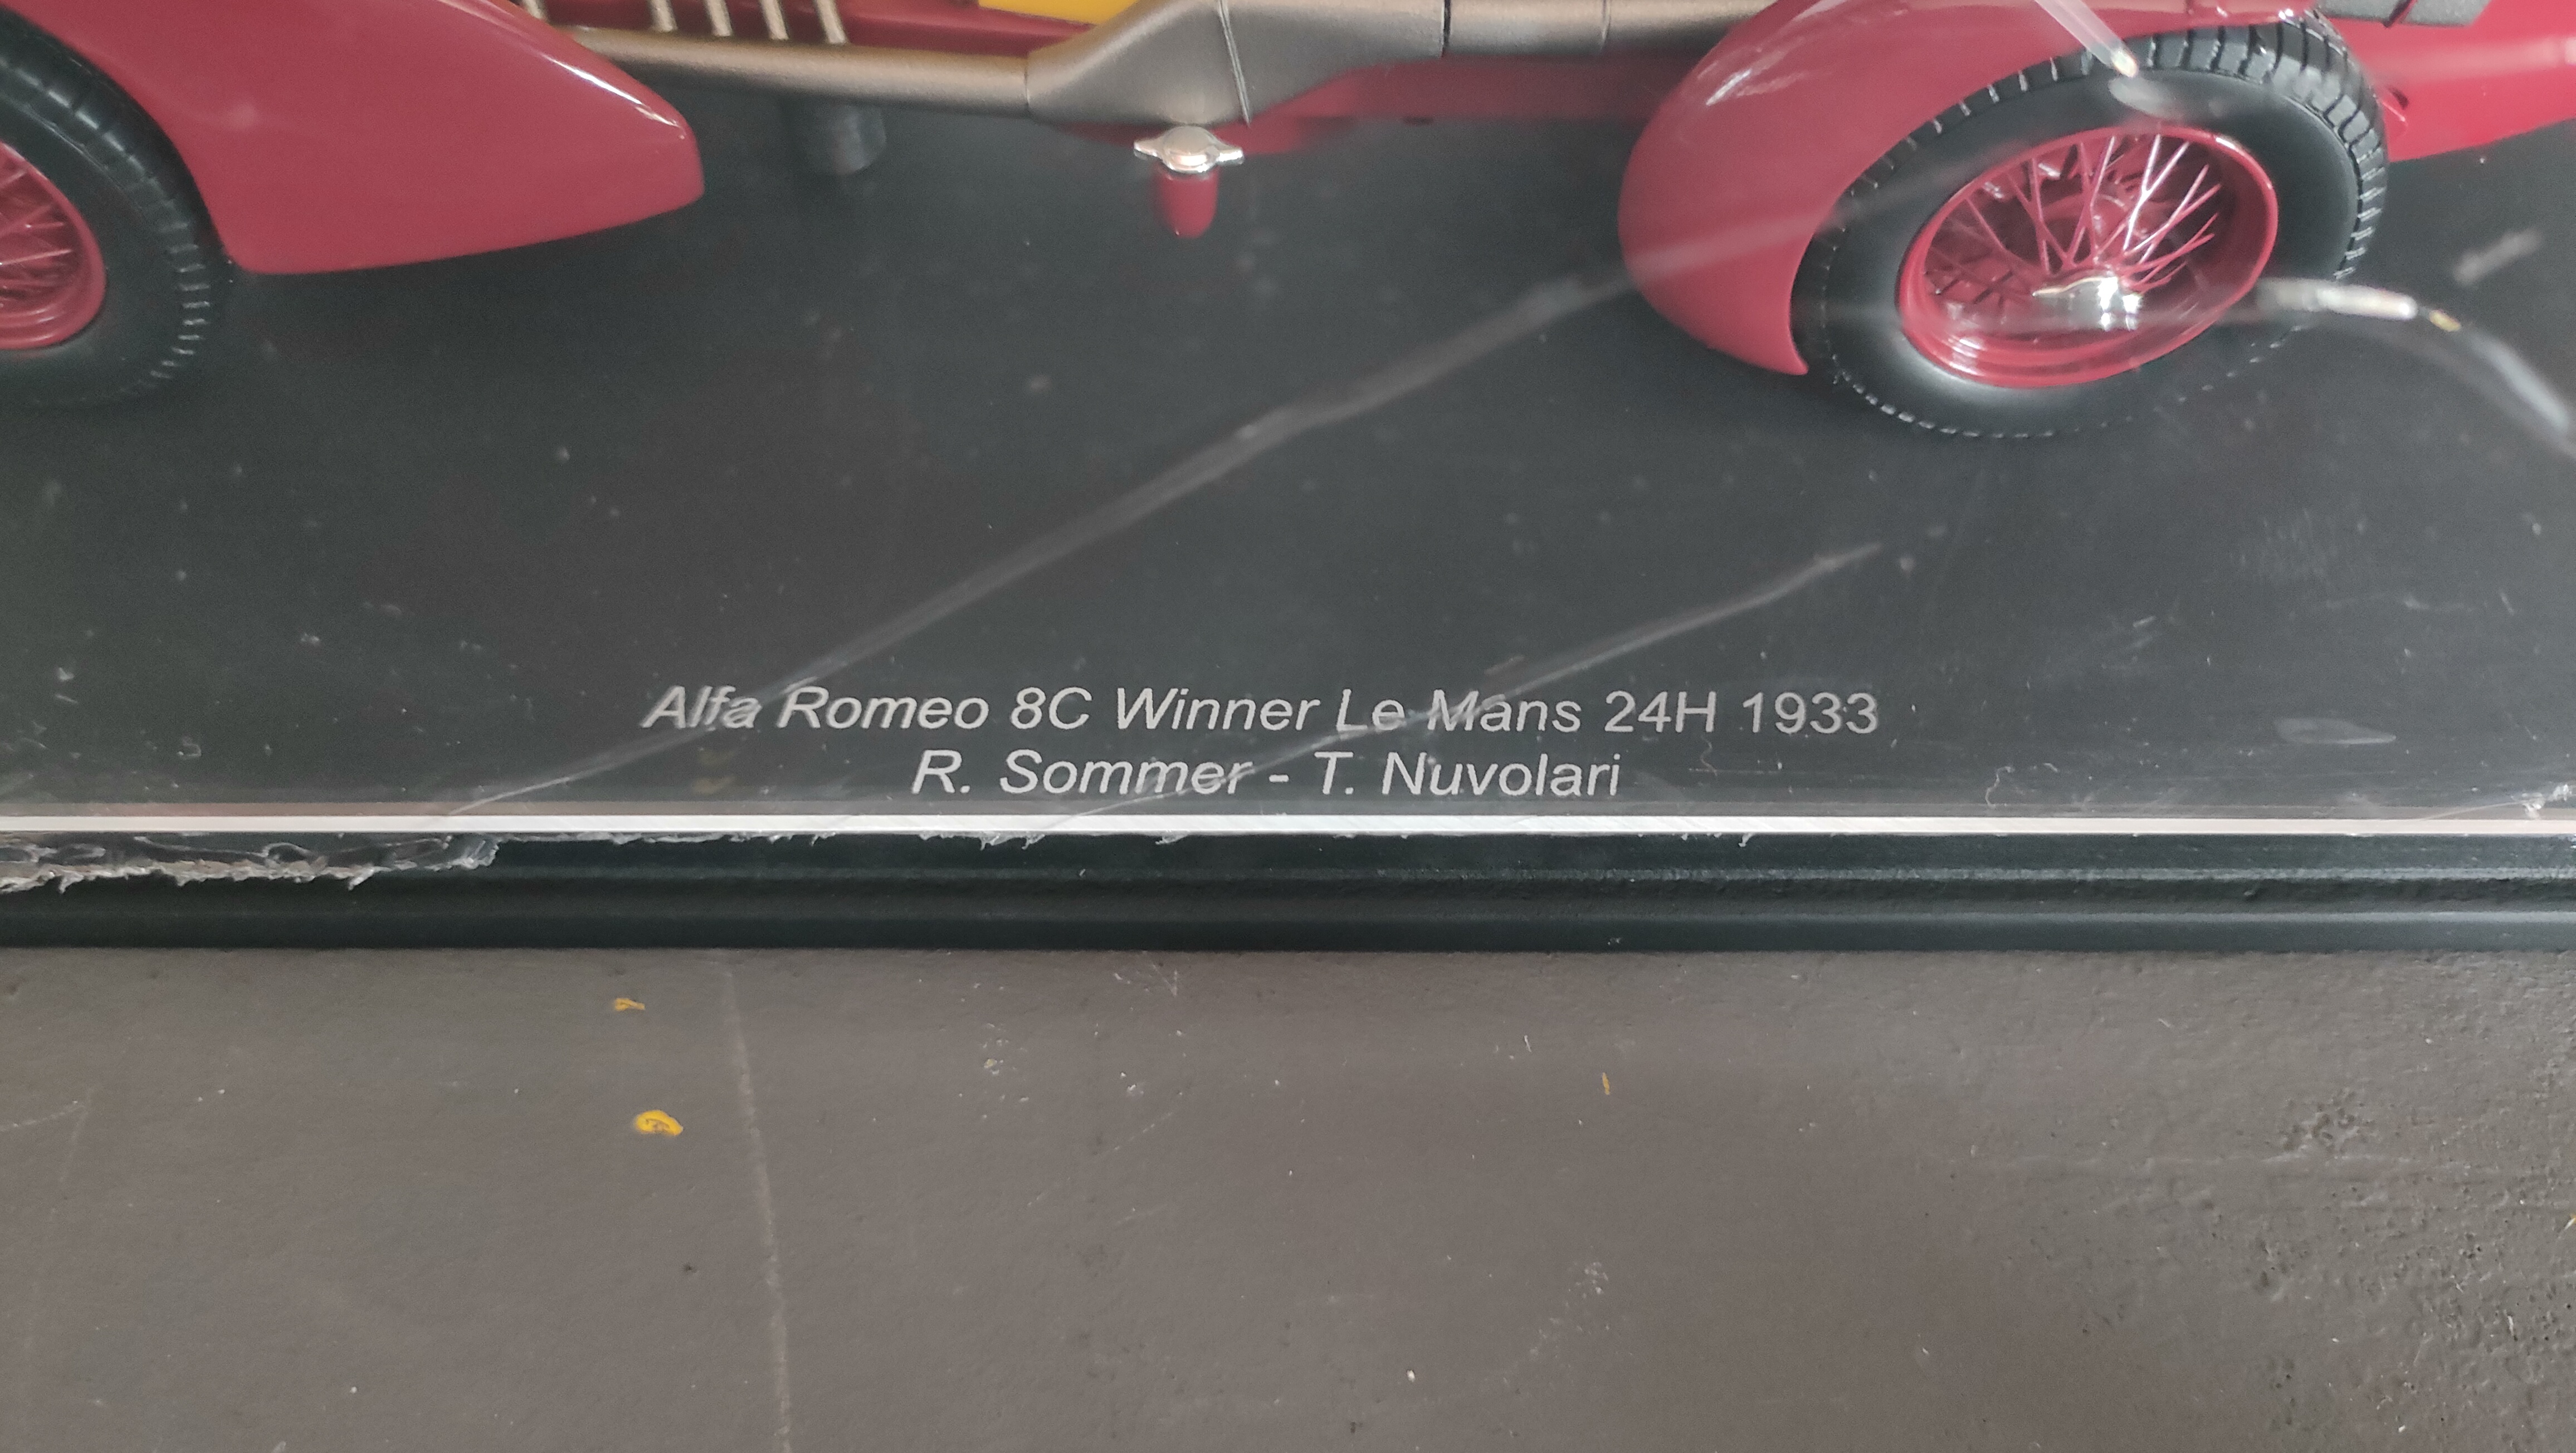 Alfa Romeo 8C Winner Le Mans 24H 1933
R. Sommer - T. Nuvolari